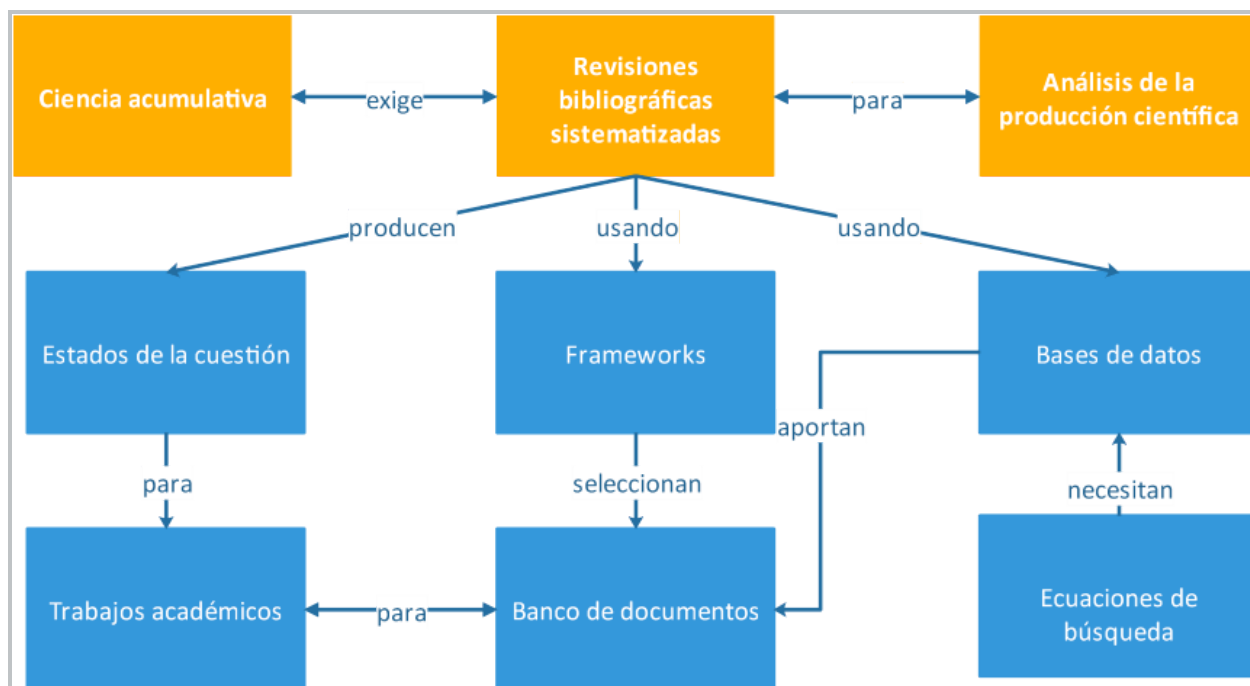 Ciencia acumulativa
exige
Revisiones
bibliográficas
sistematizadas
para
Análisis de la
producción científica
producen
usando
usando
Estados de la cuestión
Frameworks
Bases de datos
aportan
para
seleccionan
necesitan
Trabajos académicos
para
Banco de documentos
Ecuaciones de
búsqueda